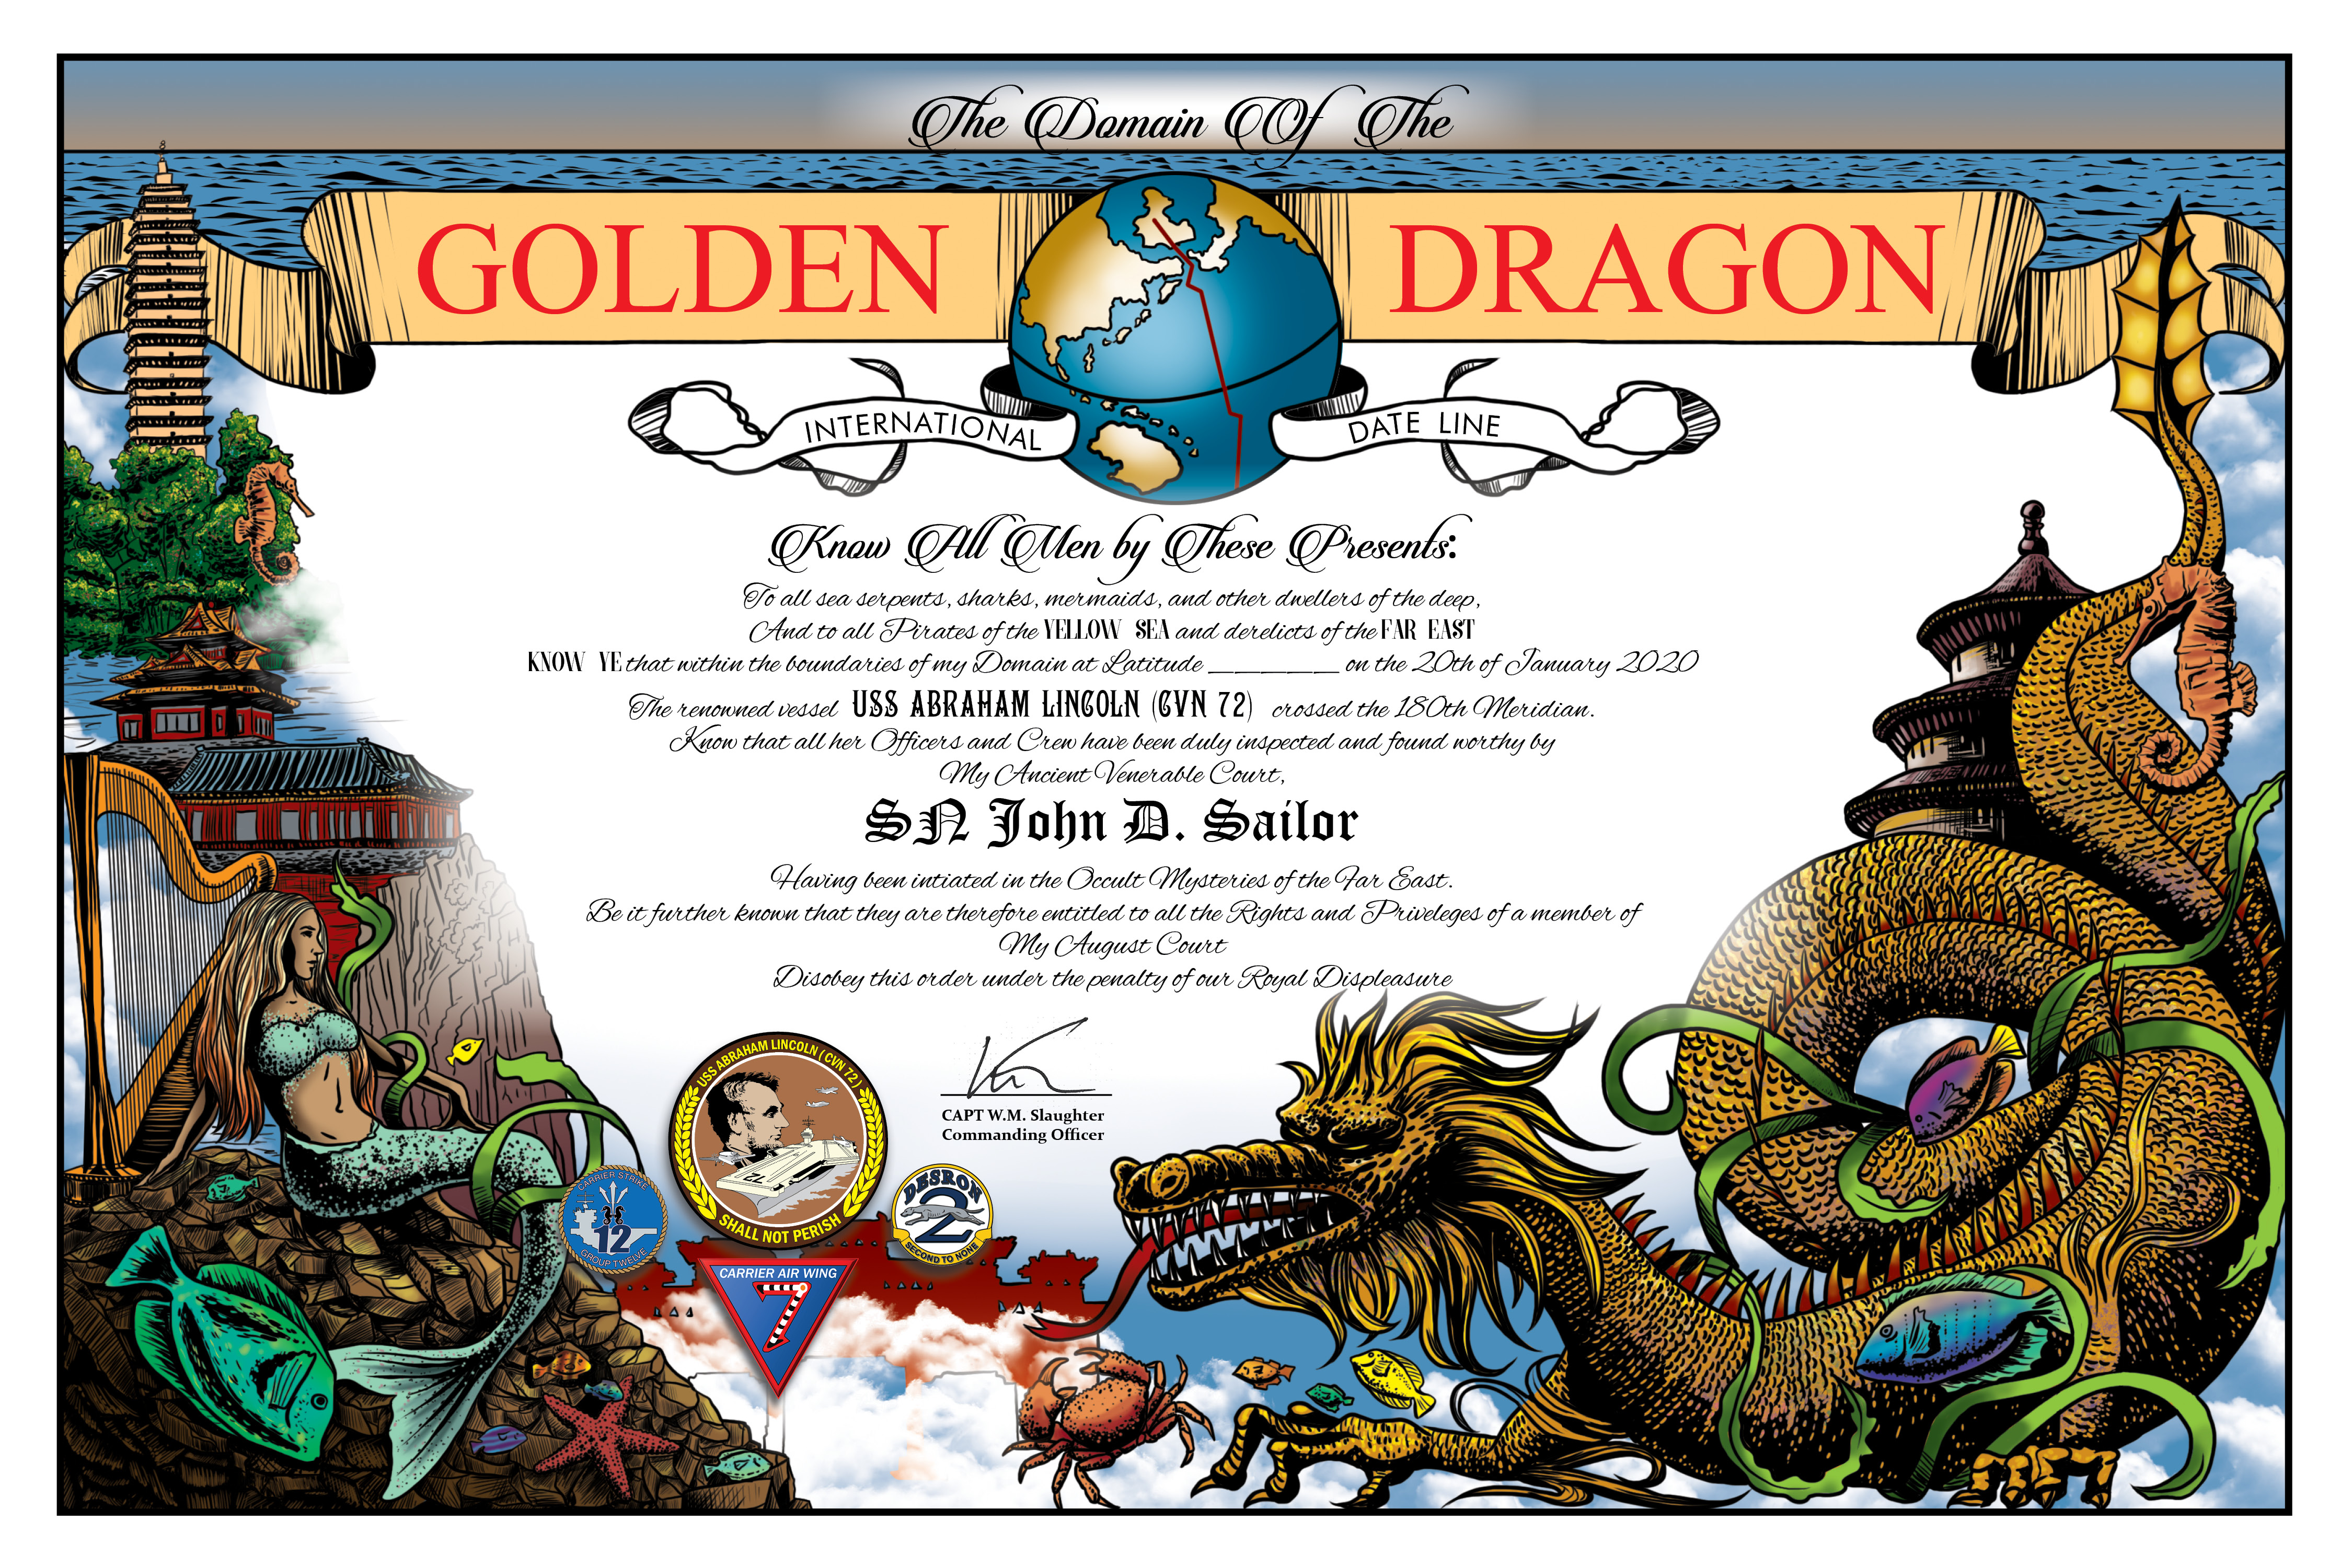 The Domain Of The
GOLDEN DRAGON
INTERNATIONAL DATE LINE
Know All Men by These Presents:
To all sea serpents, sharks, mermaids, and other dwellers of the deep,
And to all Pirates of the YELLOW SEA and derelicts of the FAR EAST
KNOW YE that within the boundaries of my Domain at Latitude __________ on the 20th of January 2020
The renowned vessel USS ABRAHAM LINCOLN (CVN 72) crossed the 180th Meridian.
Know that all her Officers and Crew have been duly inspected and found worthy by
My Ancient Venerable Court,
SN John D. Sailor
Having been intiated in the Occult Mysteries of the Far East.
Be it further known that they are therefore entitled to all the Rights and Priveleges of a member of
My August Court
Disobey this order under the penalty of our Royal Displeasure
CAPT W.M. Slaughter
Commanding Officer
USS ABRAHAM LINCOLN (CVN 72)
72
SHALL NOT PERISH
CARRIER STRIKE
12
GROUP TWELVE
DESRON
2
SECOND TO NONE
CARRIER AIR WING
7